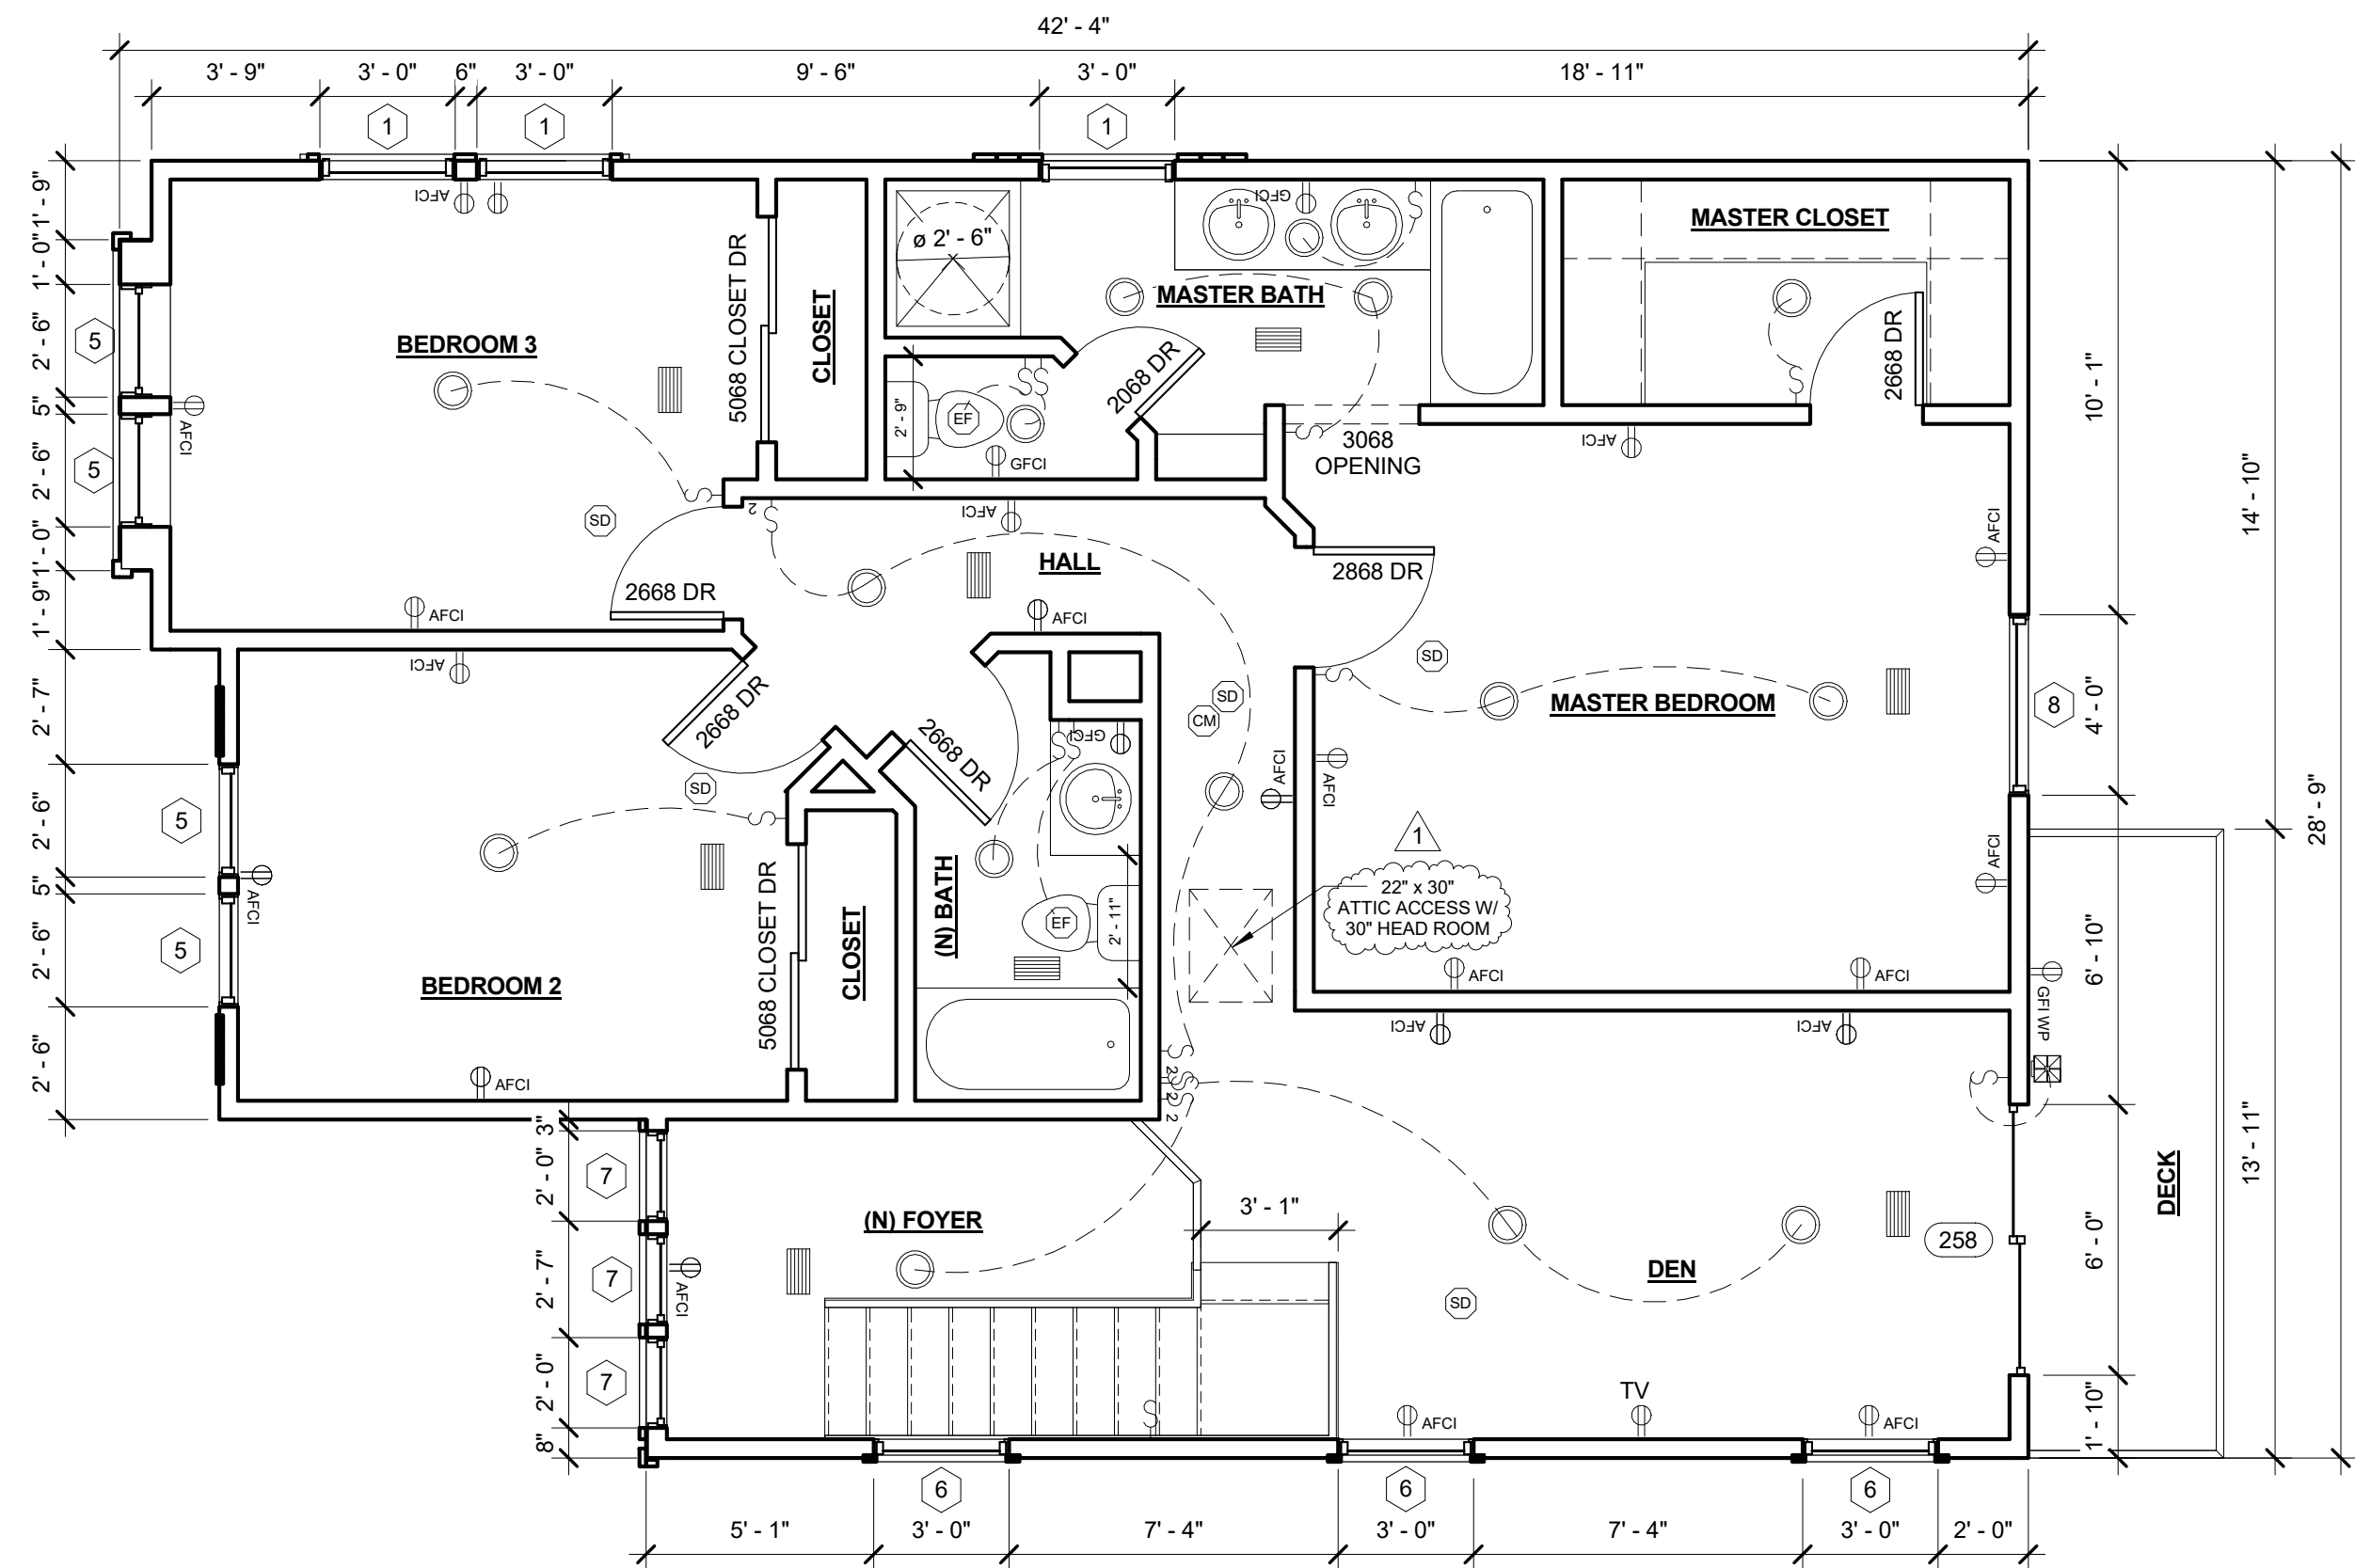 42' - 4"
3' - 9"
3' - 0"
6"
3' - 0"
9' - 6"
3' - 0"
18' - 11"
1
1
1
1' - 9"
1' - 0"
2' - 6"
5"
2' - 6"
1' - 0"
1' - 9"
2' - 7"
2' - 6"
5"
2' - 6"
2' - 6"
5
5
5
5
AFCI
AFCI
BEDROOM 3
5068 CLOSET DR
CLOSET
SD
2668 DR
AFCI
ø 2' - 6"
MASTER BATH
GFCI
2068 DR
2' - 9"
EF
GFCI
3068
OPENING
MASTER CLOSET
2668 DR
AFCI
2
AFCI
HALL
AFCI
2868 DR
SD
MASTER BEDROOM
AFCI
8
AFCI
2668 DR
SD
AFCI
BEDROOM 2
5068 CLOSET DR
CLOSET
AFCI
2668 DR
GFCI
(N) BATH
EF
2' - 11"
SD
CM
AFCI
AFCI
1
22" x 30"
ATTIC ACCESS W/
30" HEAD ROOM
AFCI
AFCI
AFCI
AFCI
AFCI
GFI WP
10' - 1"
4' - 0"
6' - 10"
6' - 0"
1' - 10"
14' - 10"
13' - 11"
28' - 9"
DECK
2
2
2
3"
2' - 0"
2' - 7"
2' - 0"
8"
7
7
7
AFCI
(N) FOYER
3' - 1"
DEN
258
SD
TV
AFCI
AFCI
6
6
6
5' - 1"
3' - 0"
7' - 4"
3' - 0"
7' - 4"
3' - 0"
2' - 0"